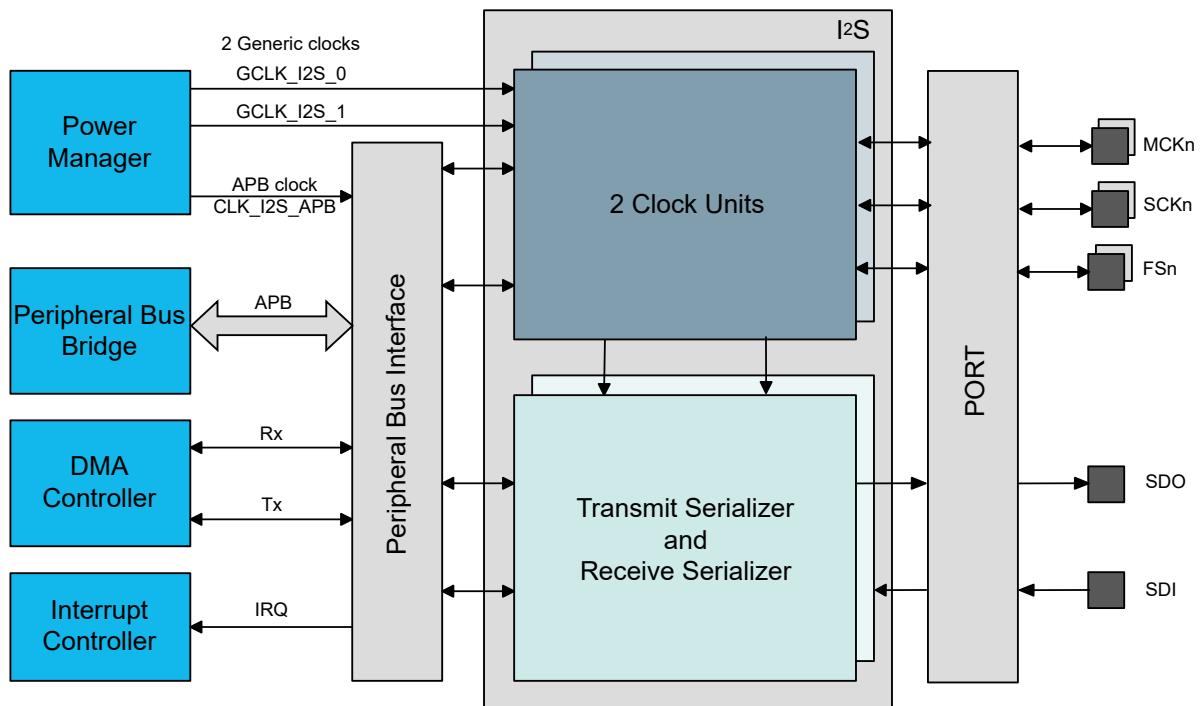 I2S
2 Generic clocks
GCLK_I2S_0
GCLK_I2S_1
Power
Manager
APB clock
CLK_I2S_APB
Peripheral Bus
Bridge
APB
DMA
Controller
Rx
Tx
Interrupt
Controller
IRQ
Peripheral Bus Interface
2 Clock Units
Transmit Serializer
and
Receive Serializer
PORT
MCKn
SCKn
FSn
SDO
SDI